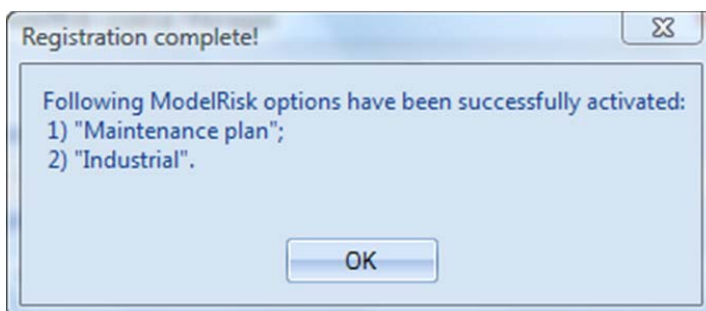 Registration complete!
Following ModelRisk options have been successfully activated:
1) "Maintenance plan";
2) "Industrial".
OK